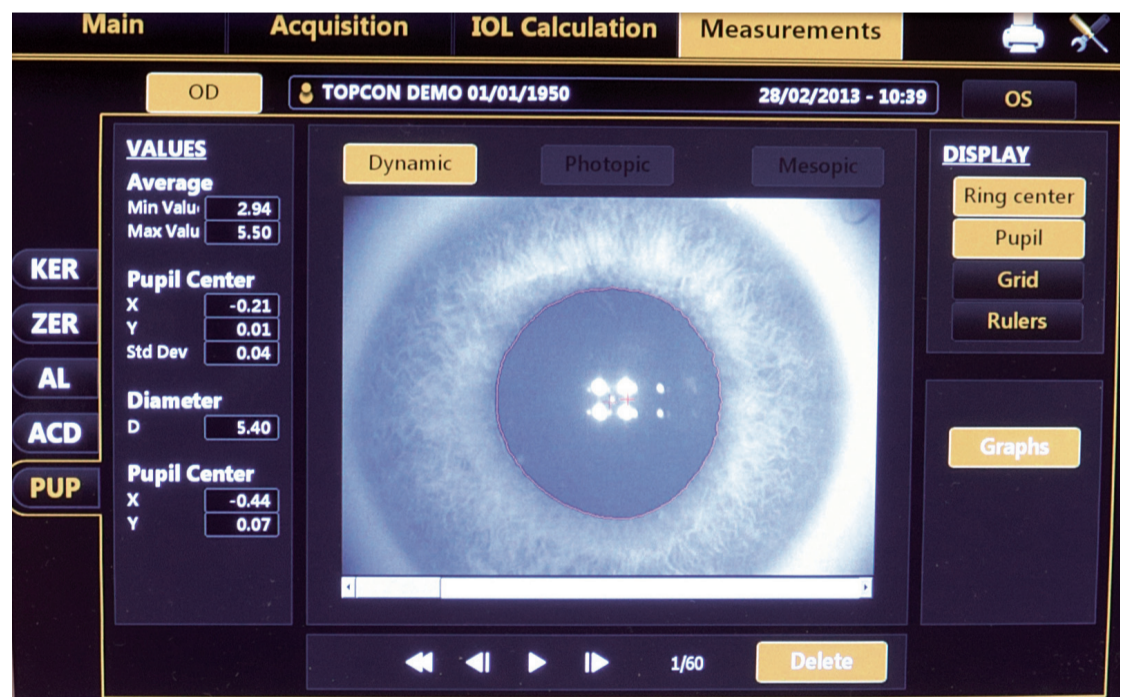 Main Acquisition IOL Calculation Measurements
OD TOPCON DEMO 01/01/1950 28/02/2013 - 10:39 OS
VALUES
Average
Min Valu 2.94
Max Valu 5.50
Pupil Center
X -0.21
Y 0.01
Std Dev 0.04
Diameter
D 5.40
Pupil Center
X -0.44
Y 0.07
KER
ZER
AL
ACD
PUP
Dynamic Photopic Mesopic
1/60 Delete
DISPLAY
Ring center
Pupil
Grid
Rulers
Graphs